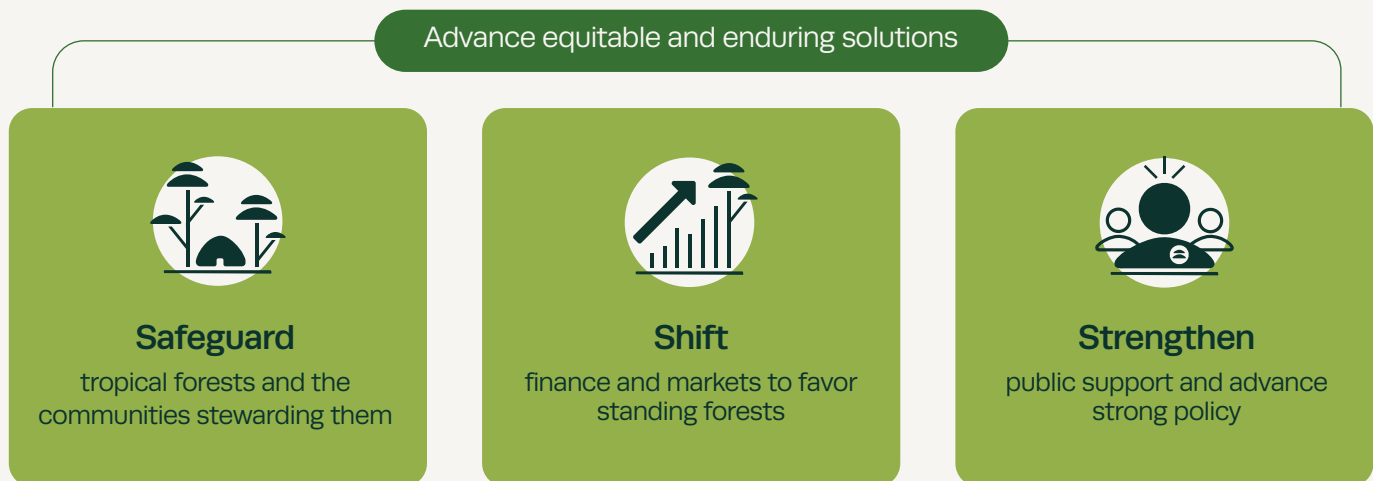 Advance equitable and enduring solutions
Safeguard
tropical forests and the
communities stewarding them
Shift
finance and markets to favor
standing forests
Strengthen
public support and advance
strong policy